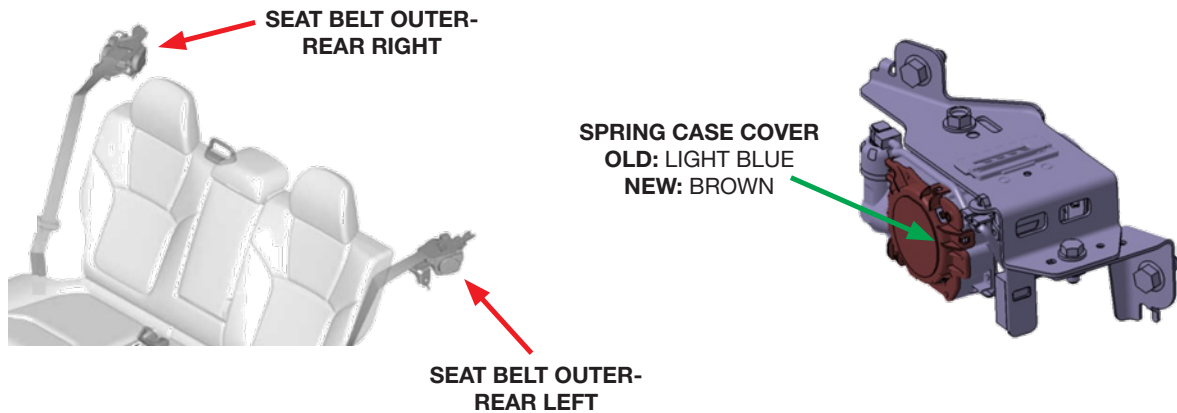 SEAT BELT OUTER-
REAR RIGHT
SPRING CASE COVER
OLD: LIGHT BLUE
NEW: BROWN
SEAT BELT OUTER-
REAR LEFT